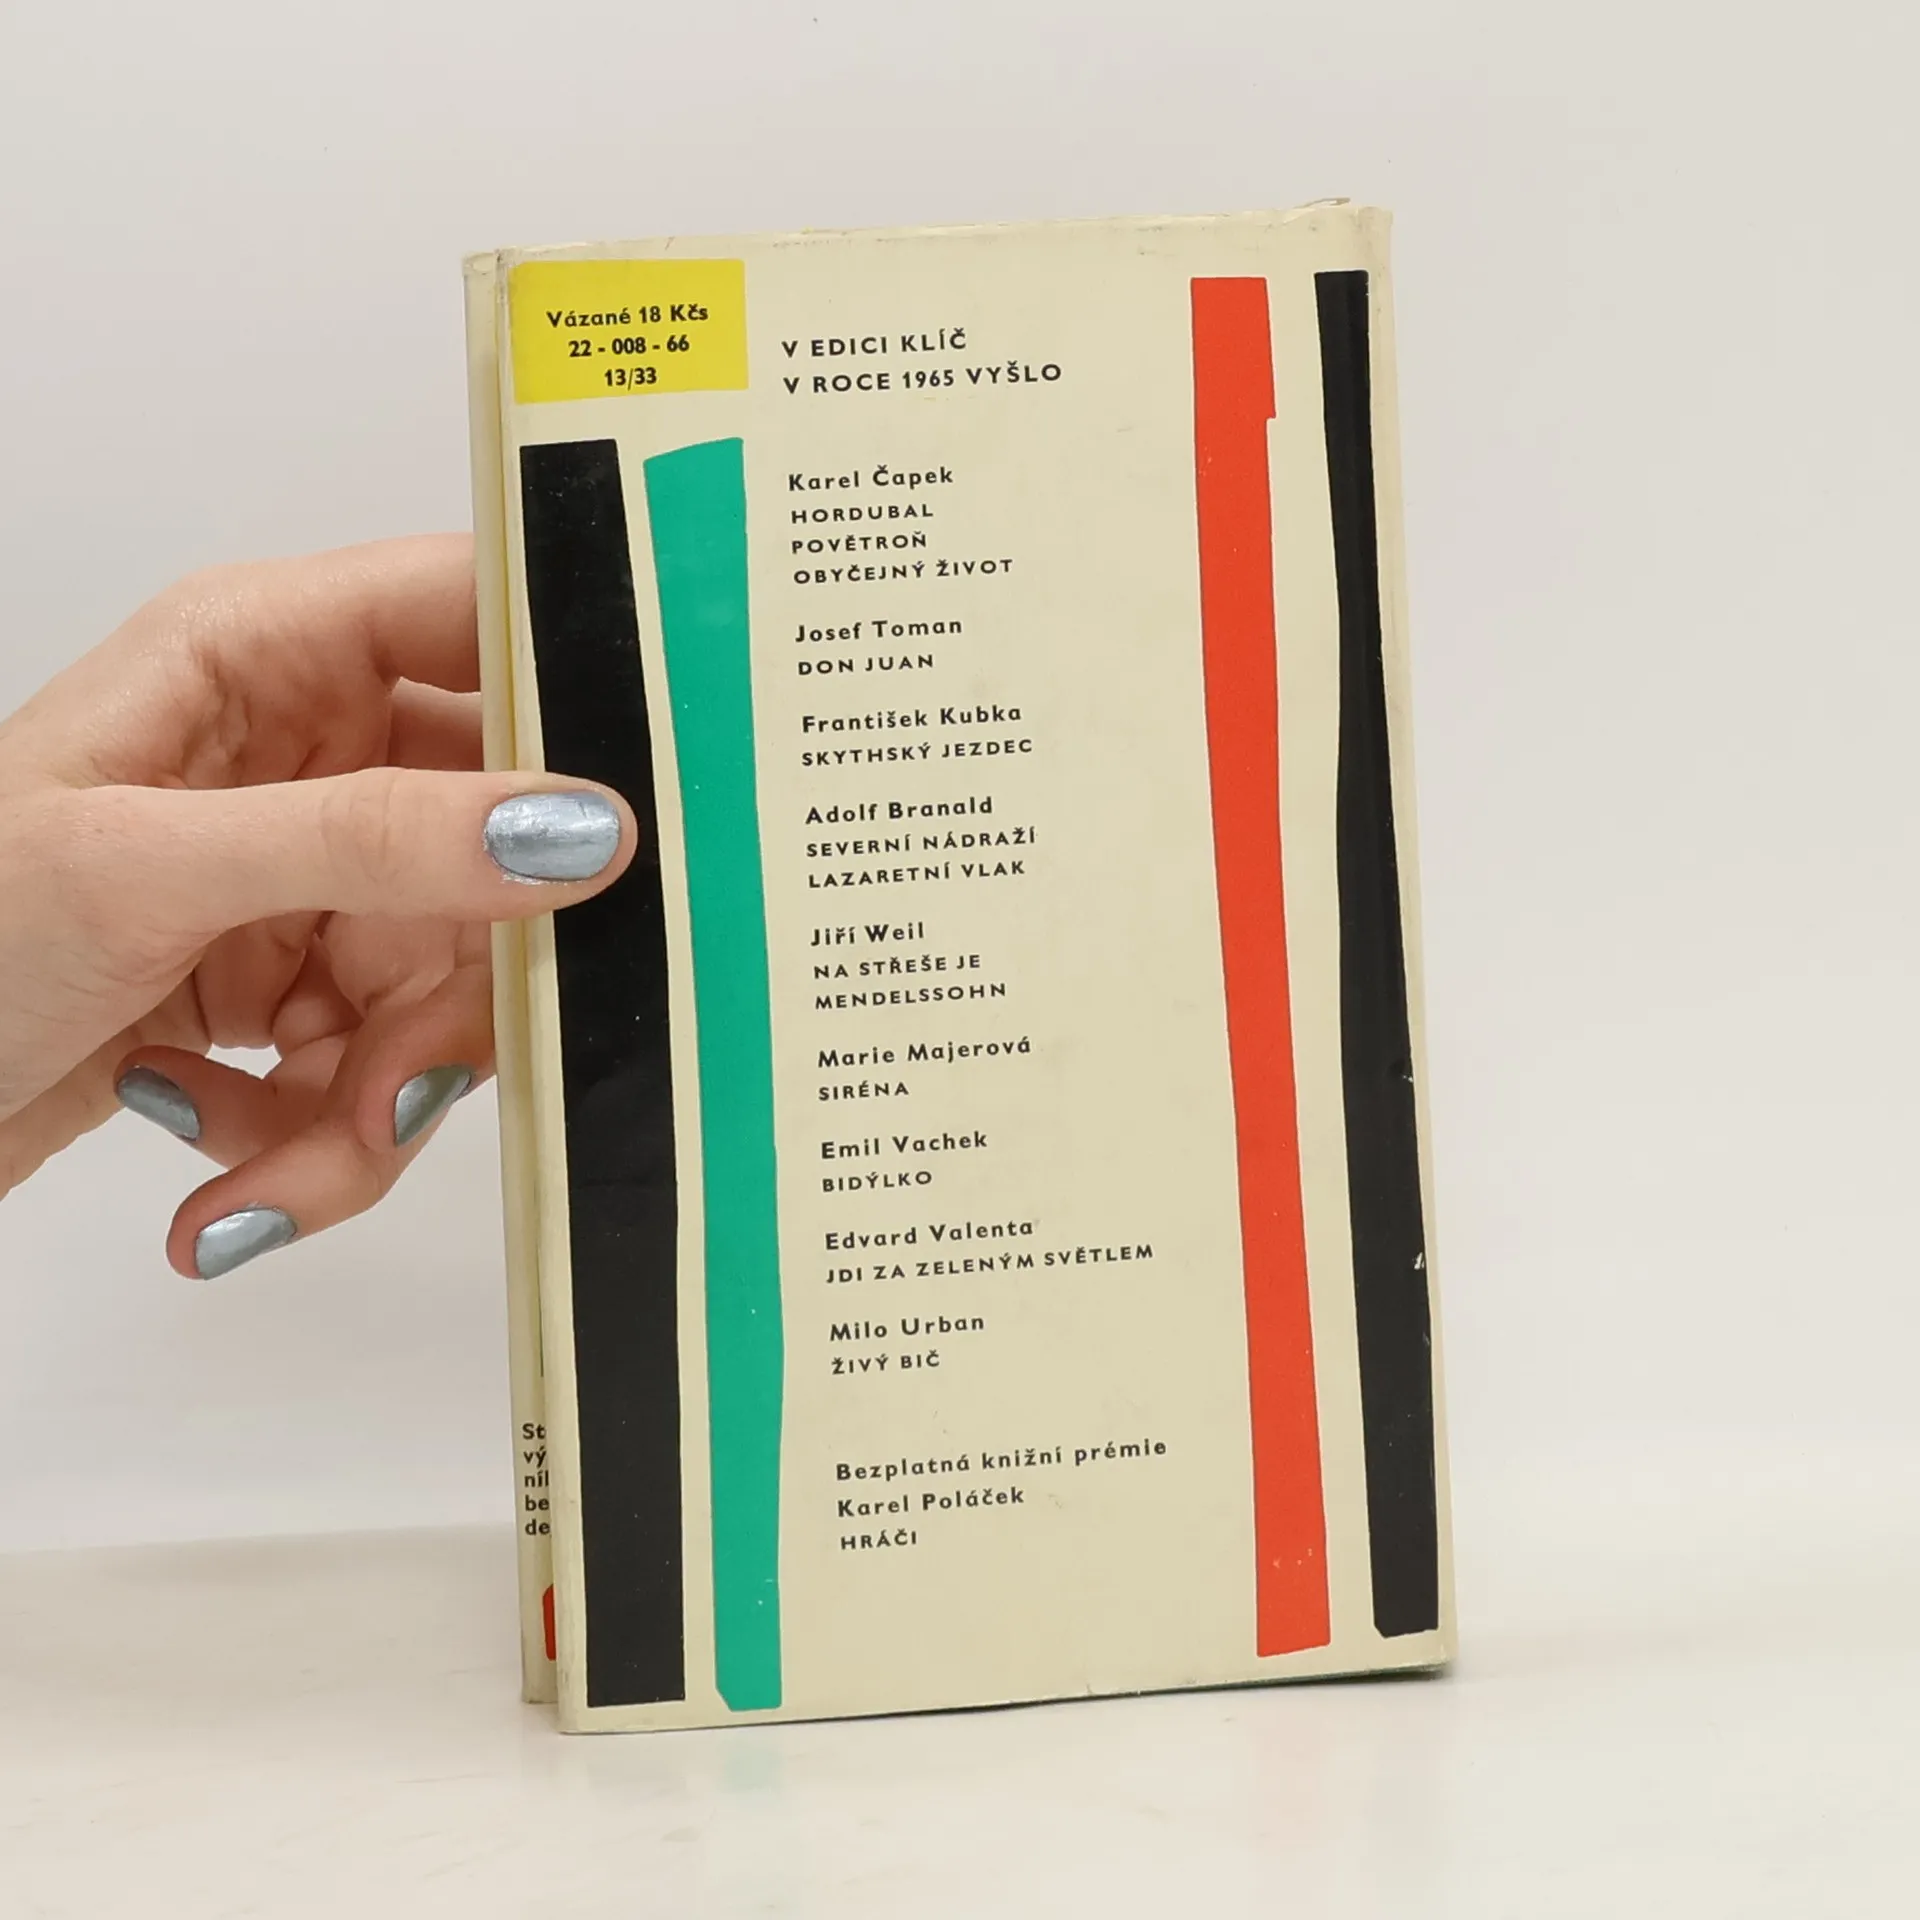 Vázané 18 Kčs
22 - 008 - 66
13/33
V EDICI KLÍČ
V ROCE 1965 VYŠLO
Karel Čapek
HORDUBAL
POVĚTROŇ
OBYČEJNÝ ŽIVOT
Josef Toman
DON JUAN
František Kubka
SKYTHSKÝ JEZDEC
Adolf Branald
SEVERNÍ NÁDRAŽÍ
LAZARETNÍ VLAK
Jiří Weil
NA STŘEŠE JE
MENDELSSOHN
Marie Majerová
SIRÉNA
Emil Vachek
BIDÝLKO
Edvard Valenta
JDI ZA ZELENÝM SVĚTLEM
Milo Urban
ŽIVÝ BIČ
Bezplatná knižní prémie
Karel Poláček
HRÁČI